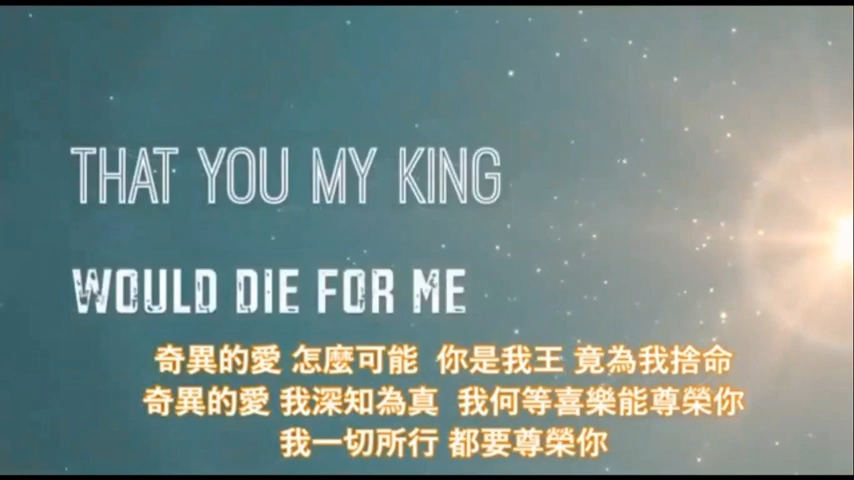 THAT YOU MY KING
WOULD DIE FOR ME
奇異的愛 怎麼可能 你是我王 竟為我捨命
奇異的愛 我深知為真 我何等喜樂能尊榮你
我一切所行 都要尊榮你